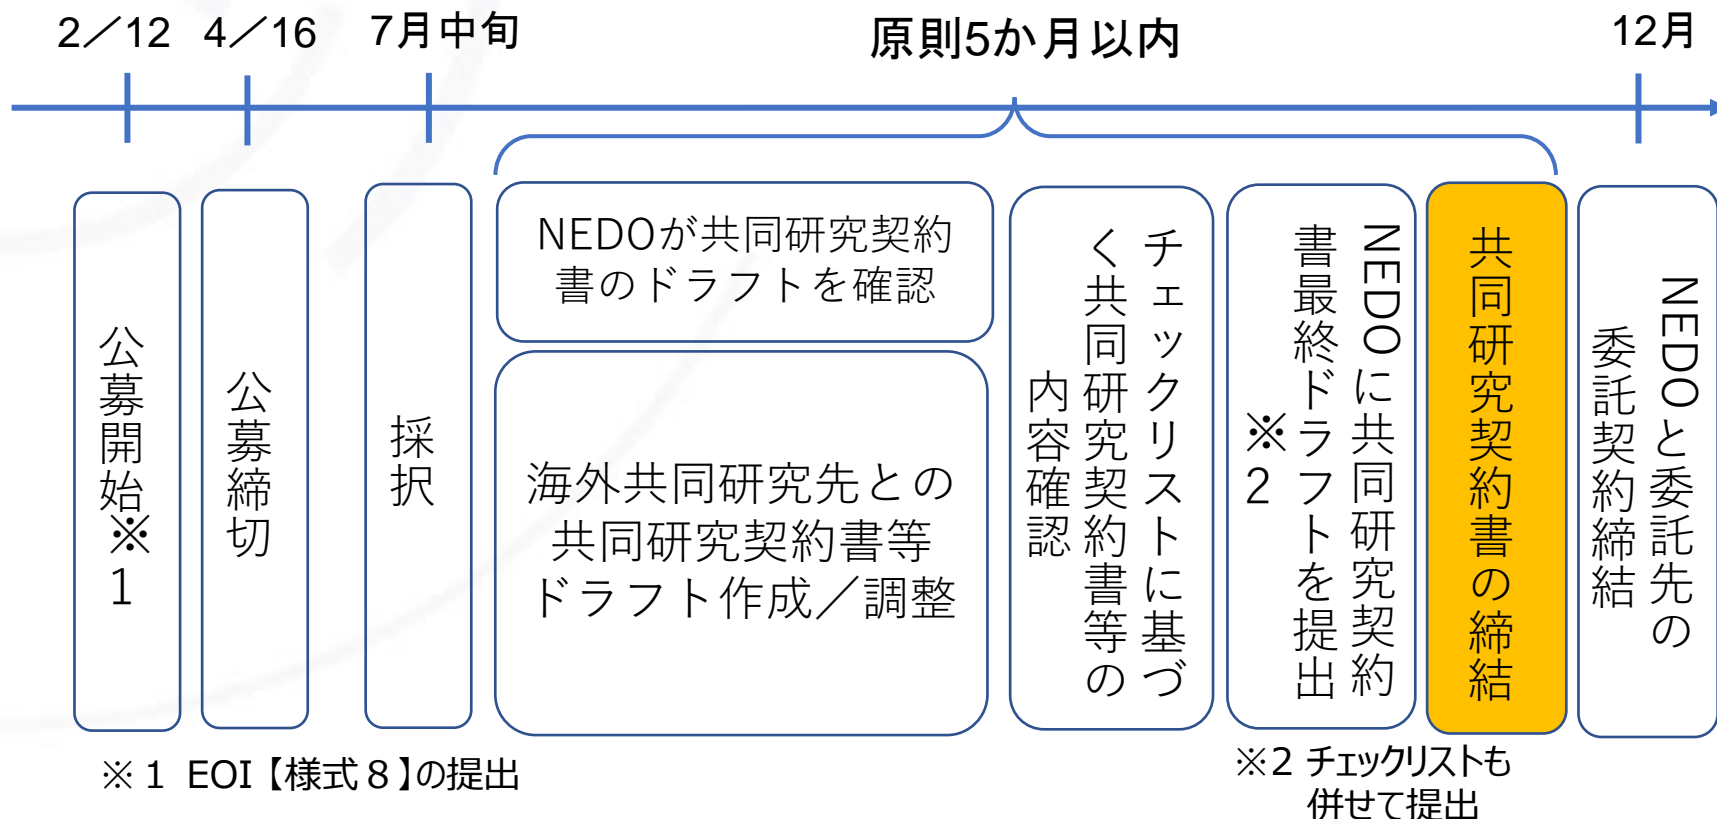 2／12
4／16
7月中旬
原則5か月以内
12月
公募開始※1
公募締切
採択
NEDOが共同研究契約
書のドラフトを確認
海外共同研究先との
共同研究契約書等
ドラフト作成／調整
チェックリストに基づ
く共同研究契約書等の
内容確認
NEDOに共同研究契約
書最終ドラフトを提出
※2
共同研究契約書の締結
NEDOと委託先の
委託契約締結
※１ EOI【様式８】の提出
※2 チェックリストも
併せて提出